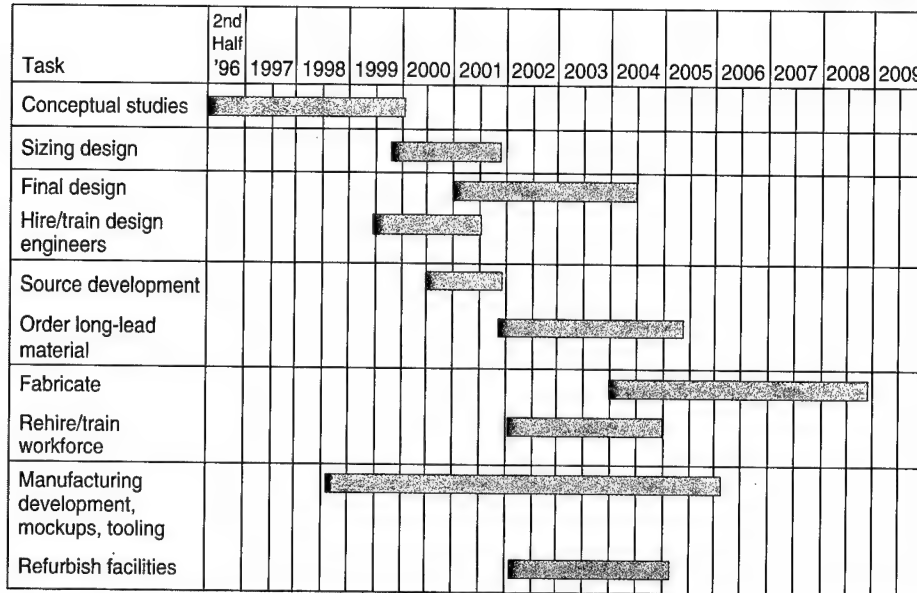 2nd
Half
Task '96 1997 1998 1999 2000 2001 2002 2003 2004 2005 2006 2007 2008 2009
Conceptual studies
Sizing design
Final design
Hire/train design
engineers
Source development
Order long-lead
material
Fabricate
Rehire/train
workforce
Manufacturing
development,
mockups, tooling
Refurbish facilities